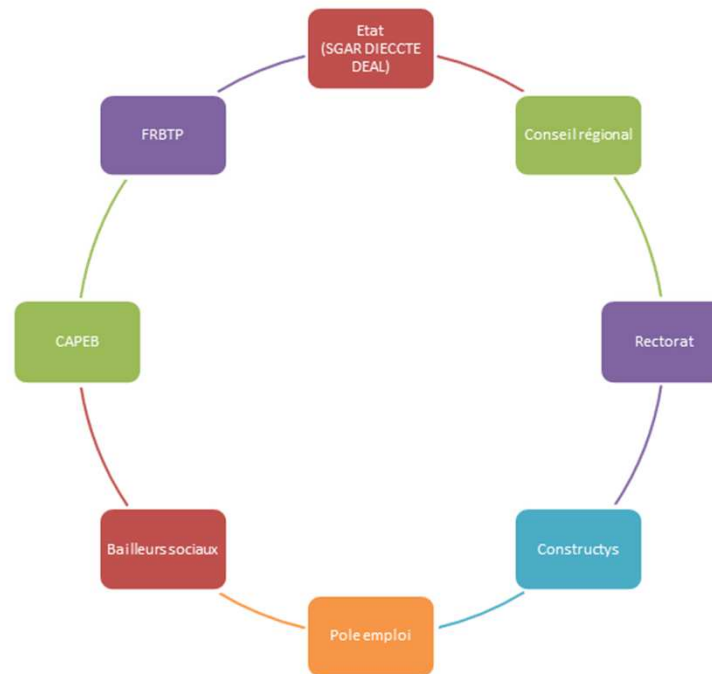 Etat
(SGAR DIECCTE
DEAL)
Conseil régional
Rectorat
Constructys
Pole emploi
Bailleurs sociaux
CAPEB
FRBTP